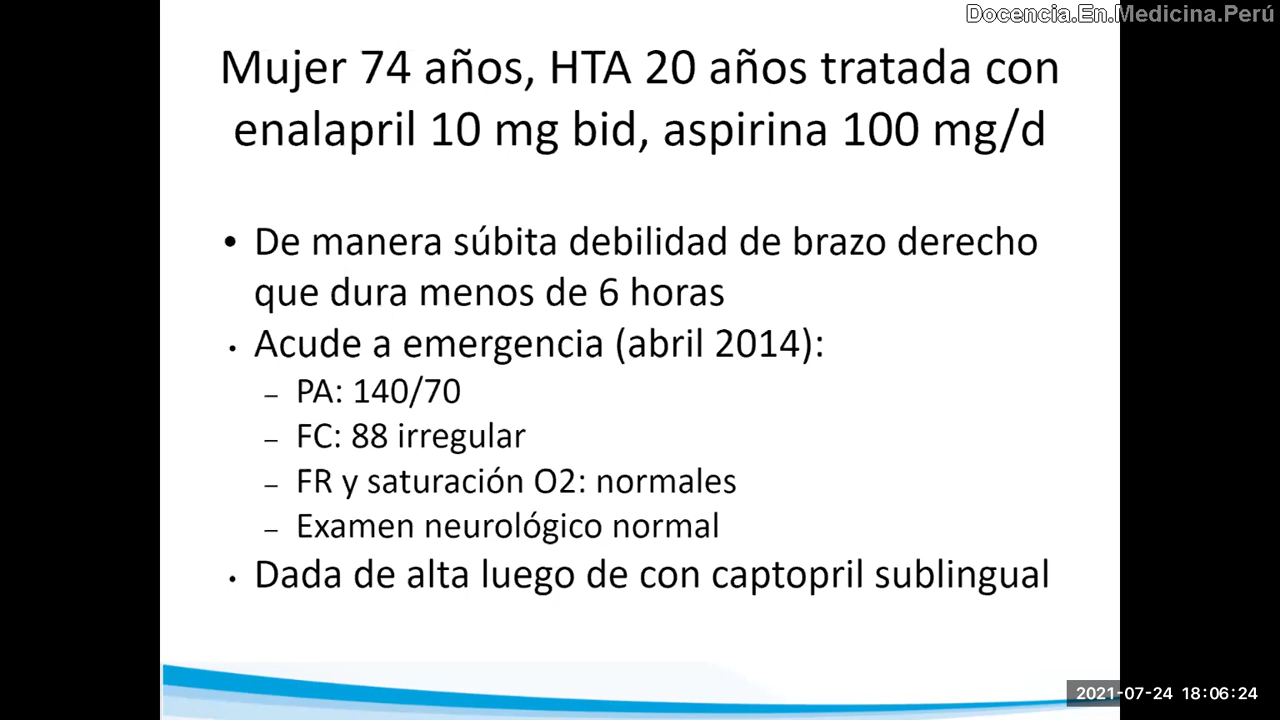 Docencia.En.Medicina.Perú
Mujer 74 años, HTA 20 años tratada con
enalapril 10 mg bid, aspirina 100 mg/d
• De manera súbita debilidad de brazo derecho
que dura menos de 6 horas
• Acude a emergencia (abril 2014):
– PA: 140/70
– FC: 88 irregular
– FR y saturación O2: normales
– Examen neurológico normal
• Dada de alta luego de con captopril sublingual
2021-07-24 18:06:24